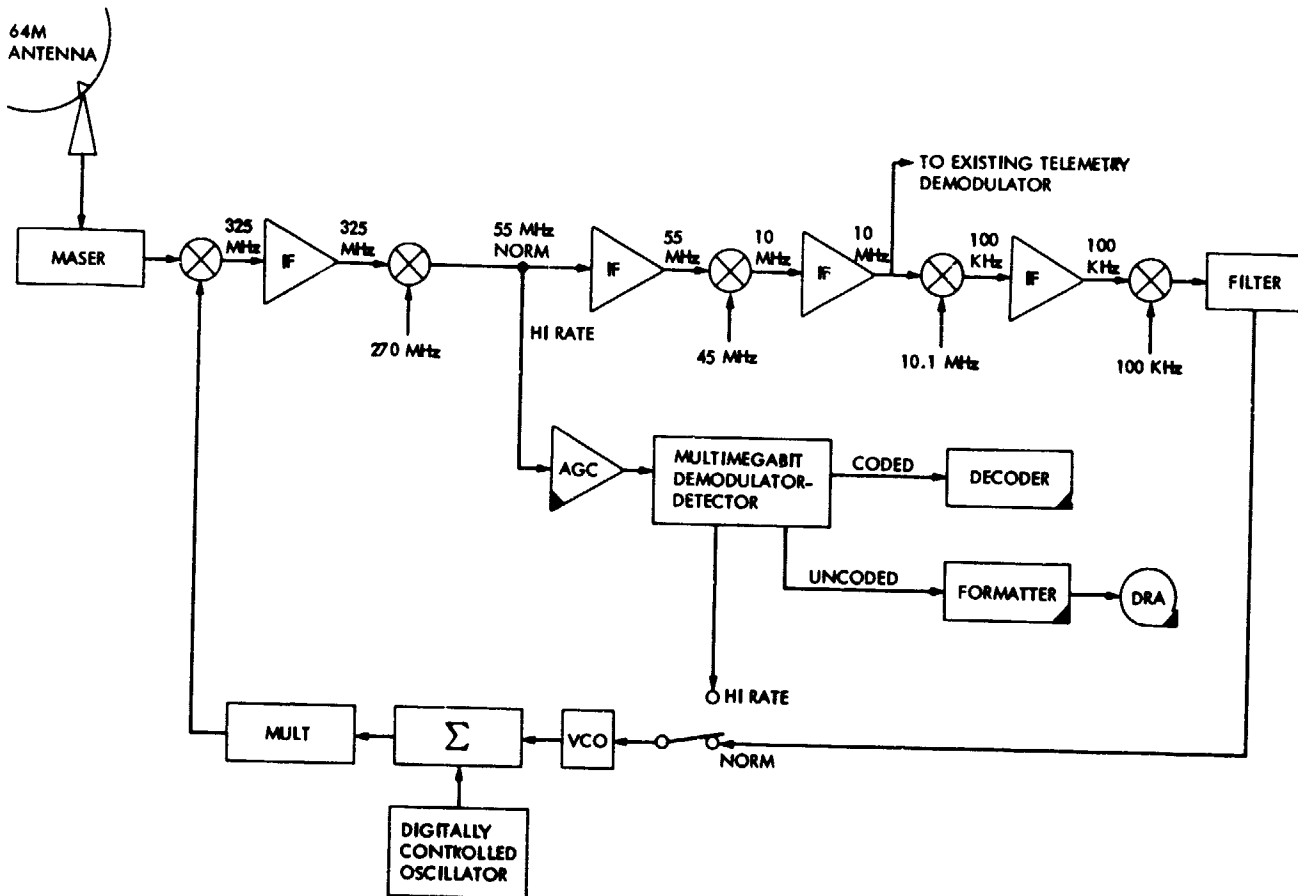 64M
ANTENNA
TO EXISTING TELEMETRY
DEMODULATOR
MASER
325
MHz
IF
325
MHz
270 MHz
55 MHz
NORM
HI RATE
IF
55
MHz
45 MHz
10
MHz
IF
10
MHz
10.1 MHz
100
KHz
IF
100
KHz
100 KHz
FILTER
AGC
MULTIMEGABIT
DEMODULATOR-
DETECTOR
CODED
DECODER
UNCODED
FORMATTER
DRA
HI RATE
NORM
VCO
Σ
MULT
DIGITALLY
CONTROLLED
OSCILLATOR